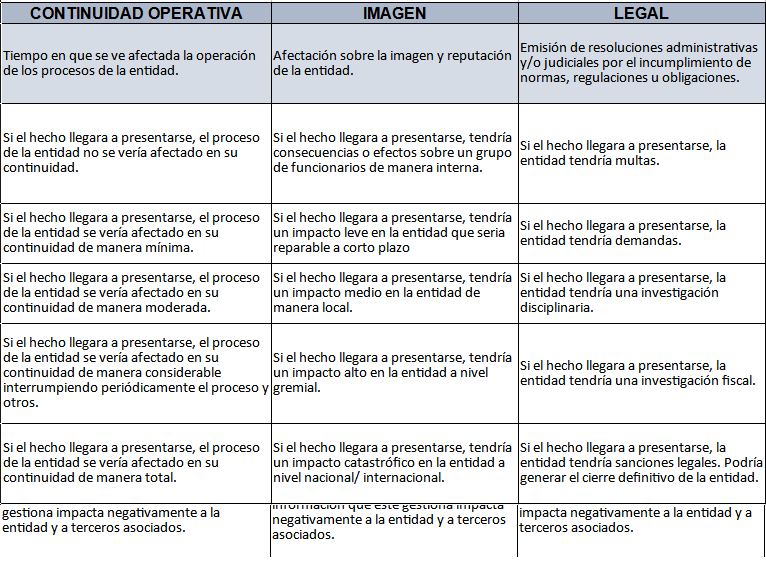 CONTINUIDAD OPERATIVA
IMAGEN
LEGAL
Tiempo en que se ve afectada la operación
de los procesos de la entidad.
Afectación sobre la imagen y reputación
de la entidad.
Emisión de resoluciones administrativas
y/o judiciales por el incumplimiento de
normas, regulaciones u obligaciones.
Si el hecho llegara a presentarse, el proceso
de la entidad no se vería afectado en su
continuidad.
Si el hecho llegara a presentarse, tendría
consecuencias o efectos sobre un grupo
de funcionarios de manera interna.
Si el hecho llegara a presentarse, la
entidad tendría multas.
Si el hecho llegara a presentarse, el proceso
de la entidad se vería afectado en su
continuidad de manera mínima.
Si el hecho llegara a presentarse, tendría
un impacto leve en la entidad que seria
reparable a corto plazo
Si el hecho llegara a presentarse, la
entidad tendría demandas.
Si el hecho llegara a presentarse, el proceso
de la entidad se vería afectado en su
continuidad de manera moderada.
Si el hecho llegara a presentarse, tendría
un impacto medio en la entidad de
manera local.
Si el hecho llegara a presentarse, la
entidad tendría una investigación
disciplinaria.
Si el hecho llegara a presentarse, el proceso
de la entidad se vería afectado en su
continuidad de manera considerable
interrumpiendo periódicamente el proceso y
otros.
Si el hecho llegara a presentarse, tendría
un impacto alto en la entidad a nivel
gremial.
Si el hecho llegara a presentarse, la
entidad tendría una investigación fiscal.
Si el hecho llegara a presentarse, el proceso
de la entidad se vería afectado en su
continuidad de manera total.
Si el hecho llegara a presentarse, tendría
un impacto catastrófico en la entidad a
nivel nacional/ internacional.
Si el hecho llegara a presentarse, la
entidad tendría sanciones legales. Podría
generar el cierre definitivo de la entidad.
gestiona impacta negativamente a la
entidad y a terceros asociados.
información que este gestiona impacta
negativamente a la entidad y a terceros
asociados.
impacta negativamente a la entidad y a
terceros asociados.